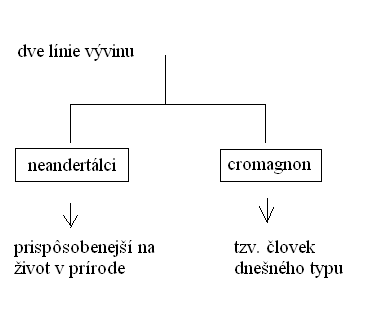 dve línie vývinu
neandertálci
cromagnon
prispôsobenejší na
život v prírode
tzv. človek
dnešného typu